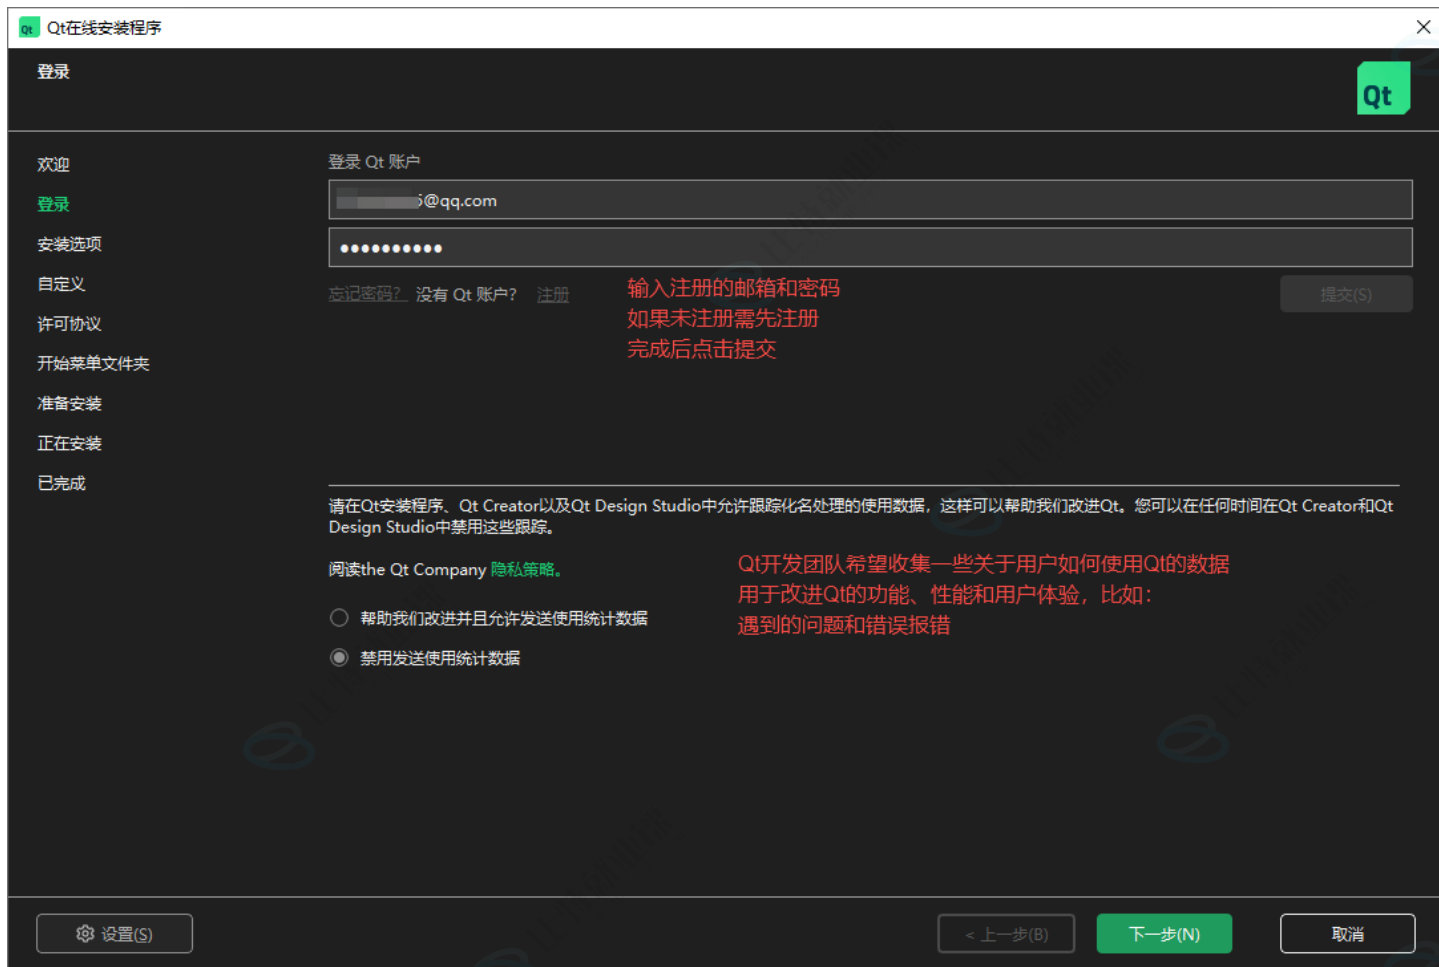 Qt在线安装程序
登录
Qt
欢迎
登录
安装选项
自定义
许可协议
开始菜单文件夹
准备安装
正在安装
已完成
登录 Qt 账户
@qq.com
忘记密码? 没有 Qt 账户? 注册
提交(S)
输入注册的邮箱和密码
如果未注册需先注册
完成后点击提交
请在Qt安装程序、Qt Creator以及Qt Design Studio中允许跟踪化名处理的使用数据，这样可以帮助我们改进Qt。您可以在任何时间在Qt Creator和Qt
Design Studio中禁用这些跟踪。
阅读the Qt Company 隐私策略。
Qt开发团队希望收集一些关于用户如何使用Qt的数据
用于改进Qt的功能、性能和用户体验，比如：
遇到的问题和错误报错
帮助我们改进并且允许发送使用统计数据
禁用发送使用统计数据
设置(S)
< 上一步(B)
下一步(N)
取消